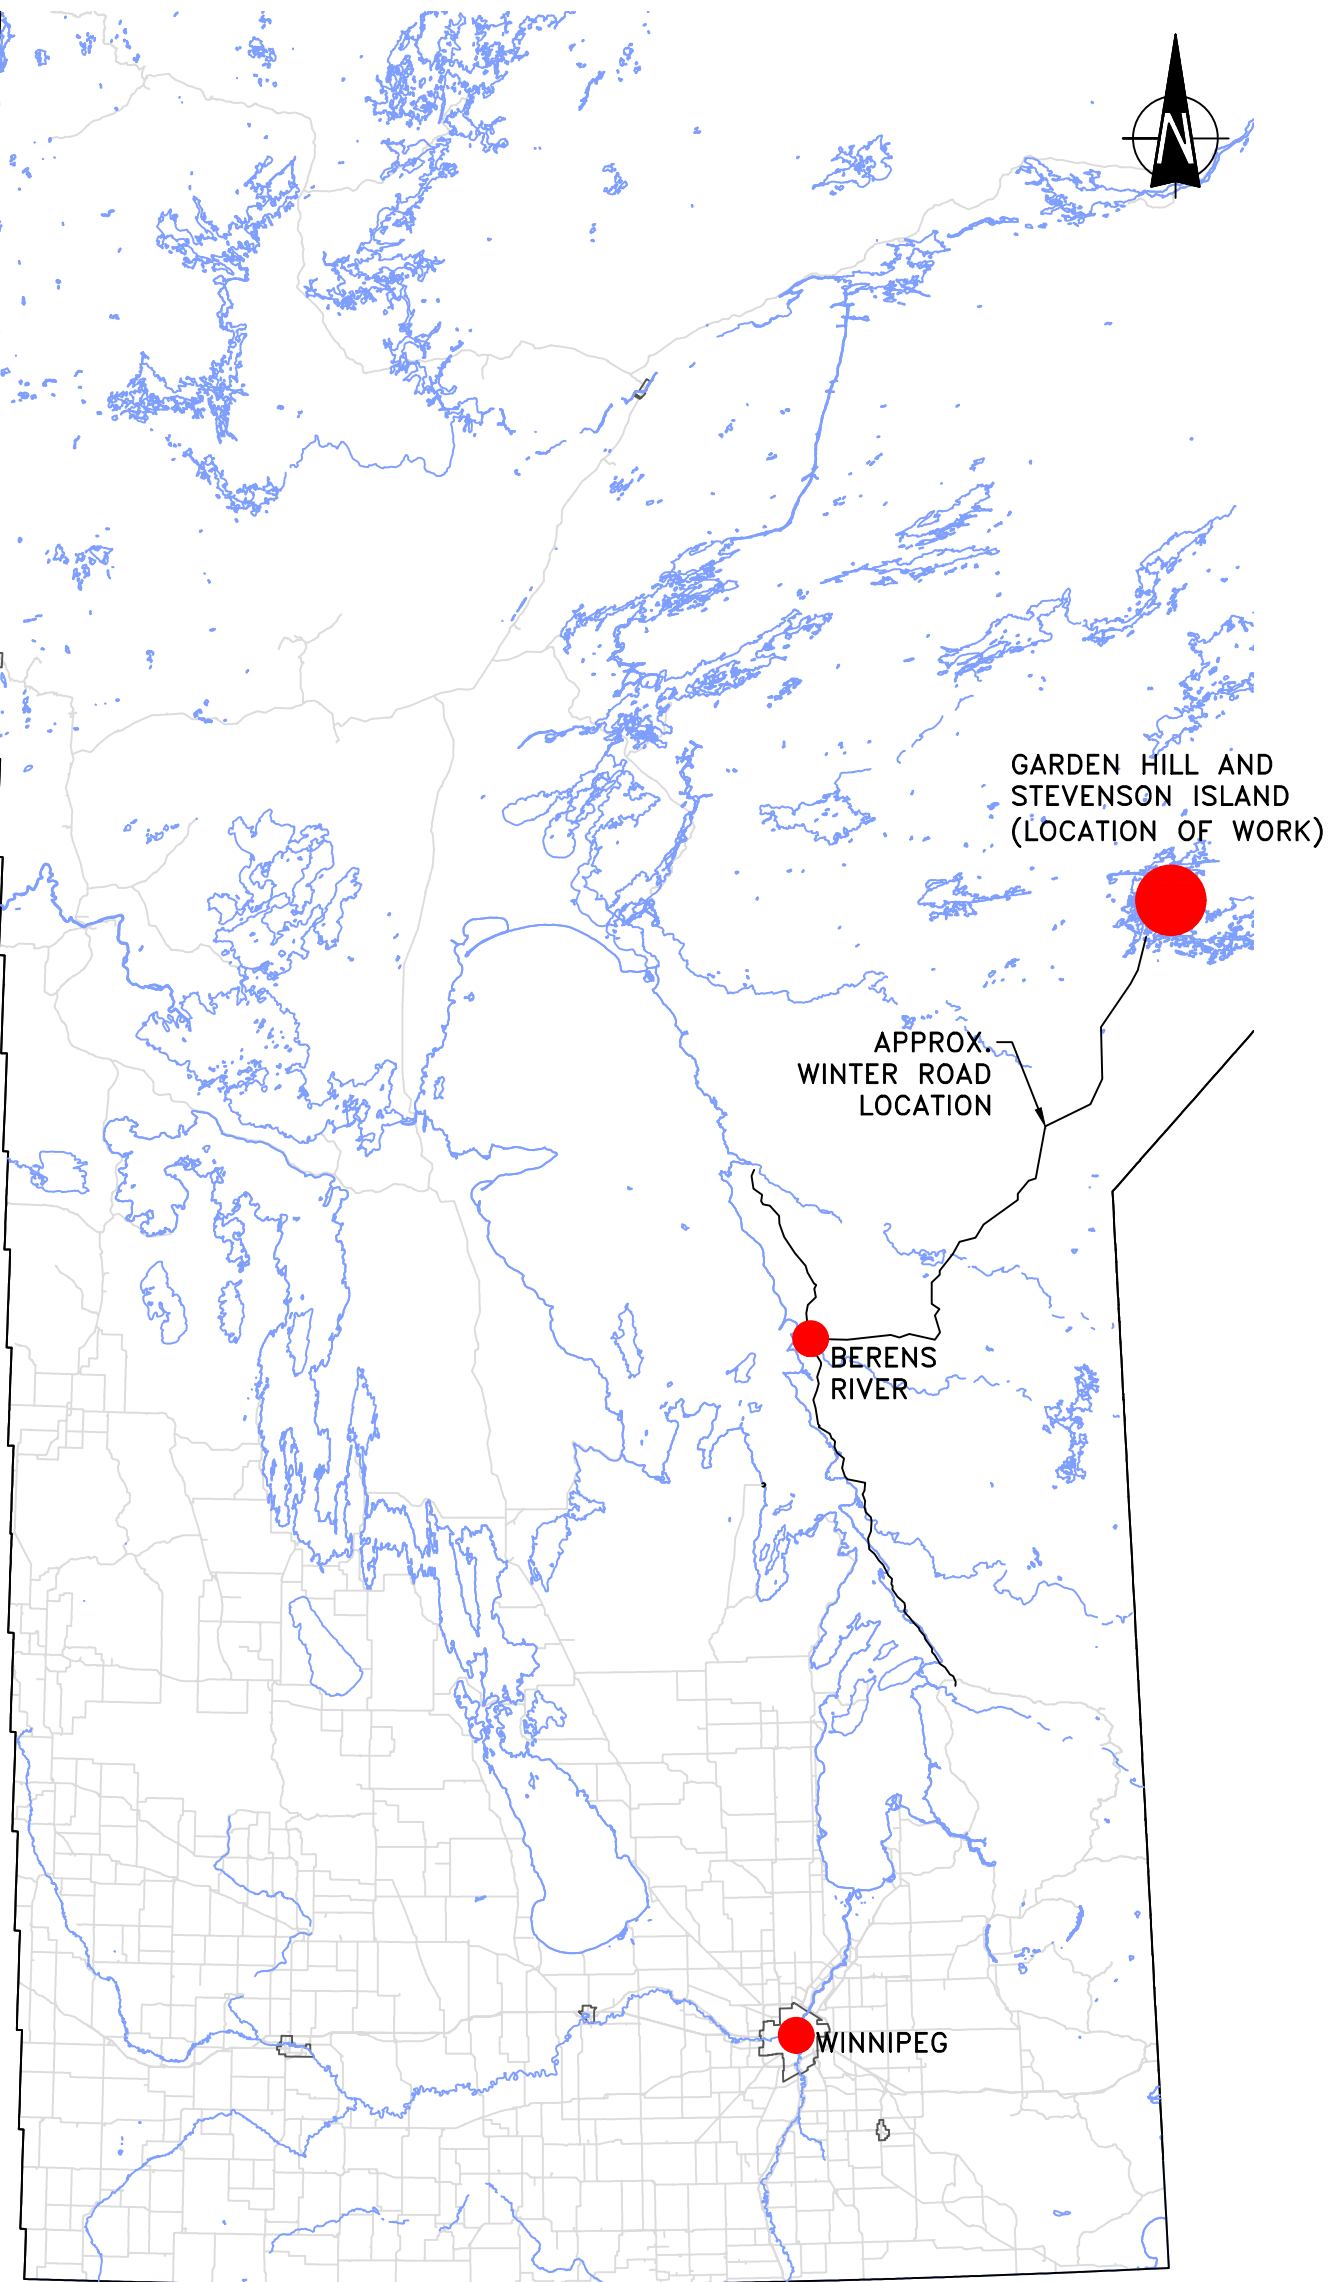 N
GARDEN HILL AND
STEVENSON ISLAND
(LOCATION OF WORK)
APPROX.
WINTER ROAD
LOCATION
BERENS
RIVER
WINNIPEG